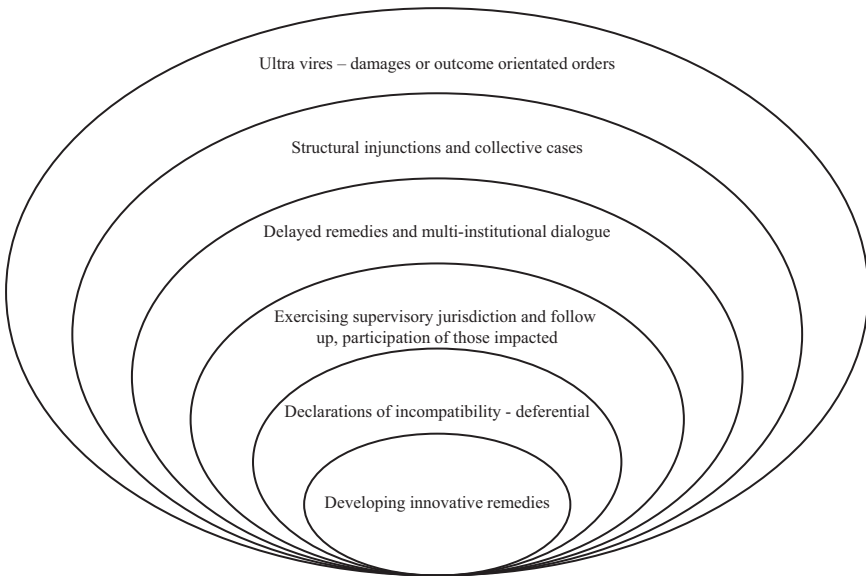 Ultra vires – damages or outcome orientated orders
Structural injunctions and collective cases
Delayed remedies and multi-institutional dialogue
Exercising supervisory jurisdiction and follow
up, participation of those impacted
Declarations of incompatibility - deferential
Developing innovative remedies